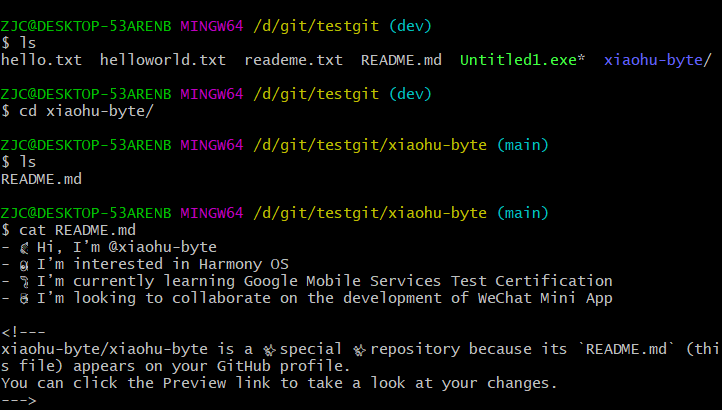 ZJC@DESKTOP-53ARENB MINGW64 /d/git/testgit (dev)
$ ls
hello.txt  helloworld.txt  reademe.txt  README.md  Untitled1.exe*  xiaohu-byte/
ZJC@DESKTOP-53ARENB MINGW64 /d/git/testgit (dev)
$ cd xiaohu-byte/
ZJC@DESKTOP-53ARENB MINGW64 /d/git/testgit/xiaohu-byte (main)
$ ls
README.md
ZJC@DESKTOP-53ARENB MINGW64 /d/git/testgit/xiaohu-byte (main)
$ cat README.md
- 👋 Hi, I’m @xiaohu-byte
- 👀 I’m interested in Harmony OS
- 🌱 I’m currently learning Google Mobile Services Test Certification
- 💞️ I’m looking to collaborate on the development of WeChat Mini App
<!---
xiaohu-byte/xiaohu-byte is a ✨ special ✨ repository because its `README.md` (thi
s file) appears on your GitHub profile.
You can click the Preview link to take a look at your changes.
--->